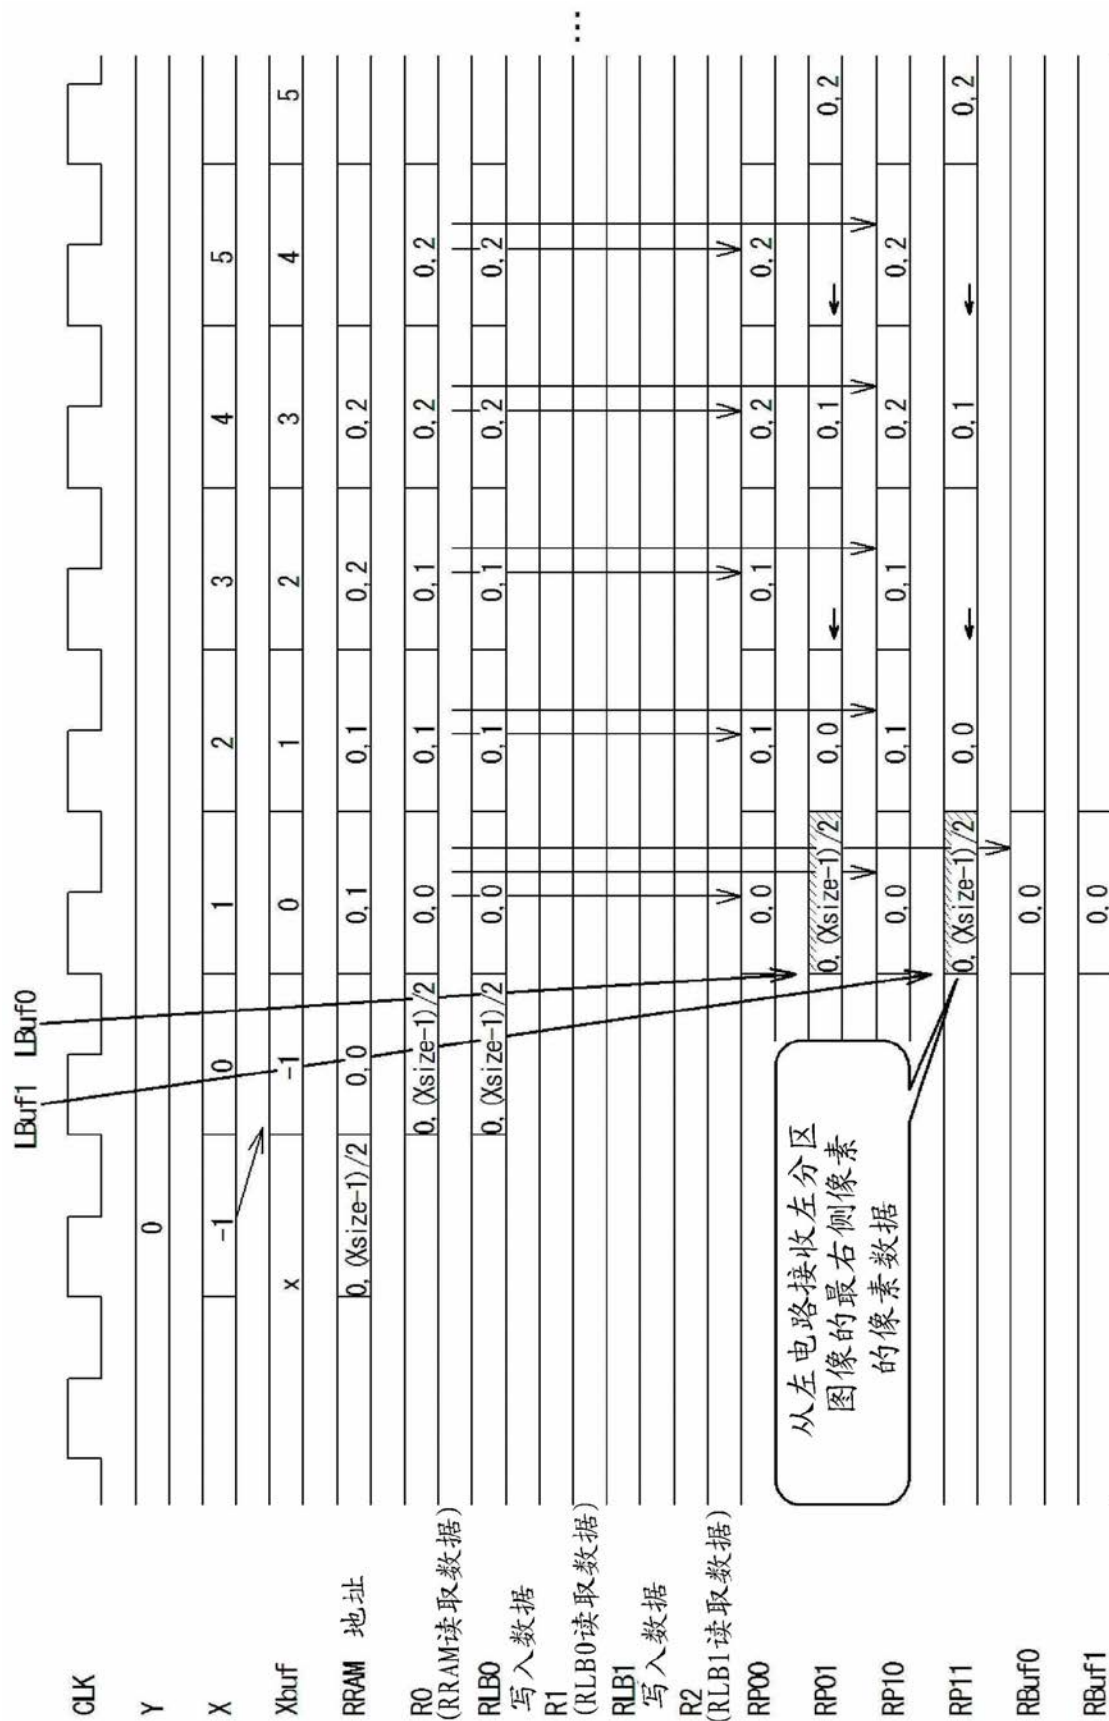 LBuf1 LBuf0
CLK
Y 0
X -1 0 1 2 3 4 5
Xbuf x -1 0 1 2 3 4 5
RRAM 地址 0,(Xsize-1)/2 0,0 0,1 0,1 0,2 0,2
R0 0,(Xsize-1)/2 0,0 0,1 0,1 0,2 0,2
(RRAM读取数据)
RLB0 0,(Xsize-1)/2 0,0 0,1 0,1 0,2 0,2
写入数据
R1
(RLB0读取数据)
…
RLB1
写入数据
R2
(RLB1读取数据)
RP00 0,0 0,1 0,1 0,2 0,2
RP01 0,(Xsize-1)/2 0,0 ← 0,1 ← 0,2
RP10 0,0 0,1 0,1 0,2 0,2
RP11 0,(Xsize-1)/2 0,0 ← 0,1 ← 0,2
从左电路接收左分区
图像的最右侧像素
的像素数据
RBuf0 0,0
RBuf1 0,0